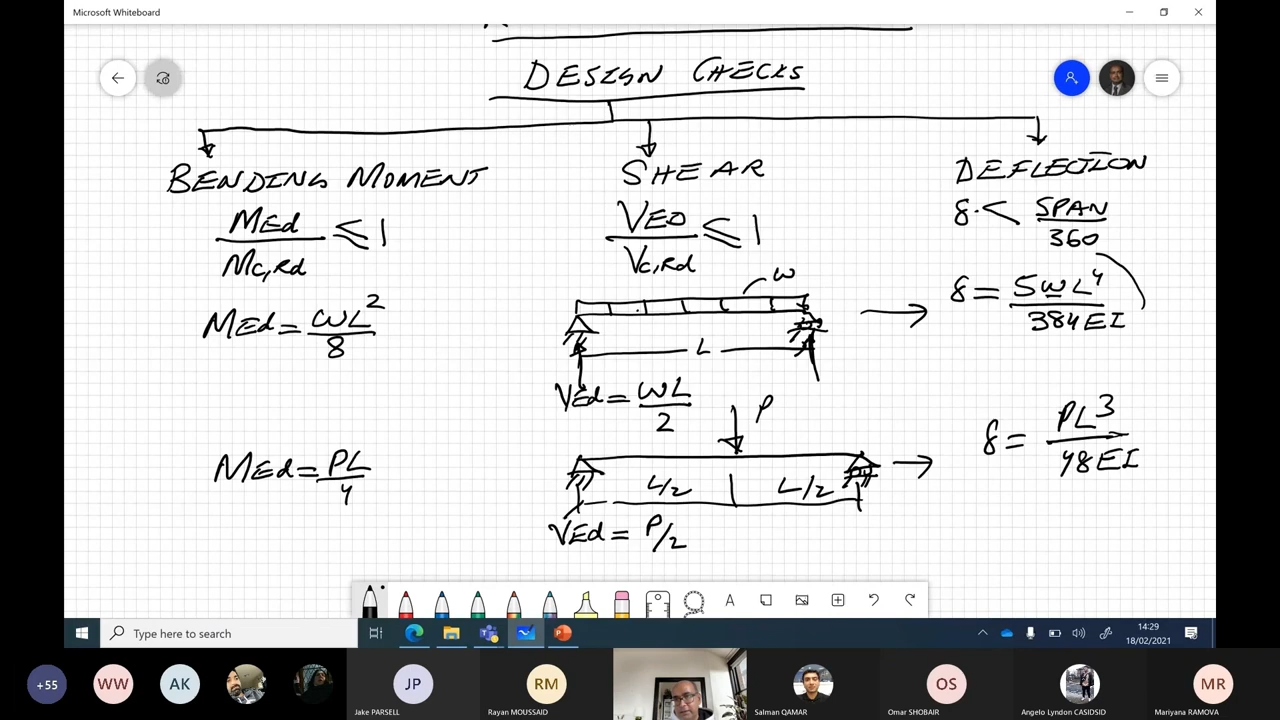 Microsoft Whiteboard
DESIGN CHECKS
BENDING MOMENT
MEd / Mc,Rd ≤ 1
MEd = wL² / 8
MEd = PL / 4
SHEAR
VED / Vc,Rd ≤ 1
w
L
VEd = wL / 2
P
L/2 L/2
VEd = P/2
DEFLECTION
δ < SPAN / 360
δ = 5wL⁴ / 384EI
δ = PL³ / 48EI
A
Type here to search
14:29
18/02/2021
+55
WW
AK
JP
Jake PARSELL
RM
Rayan MOUSSAID
Salman QAMAR
OS
Omar SHOBAIR
Angelo Lyndon CASIDSID
MR
Mariyana RAMOVA